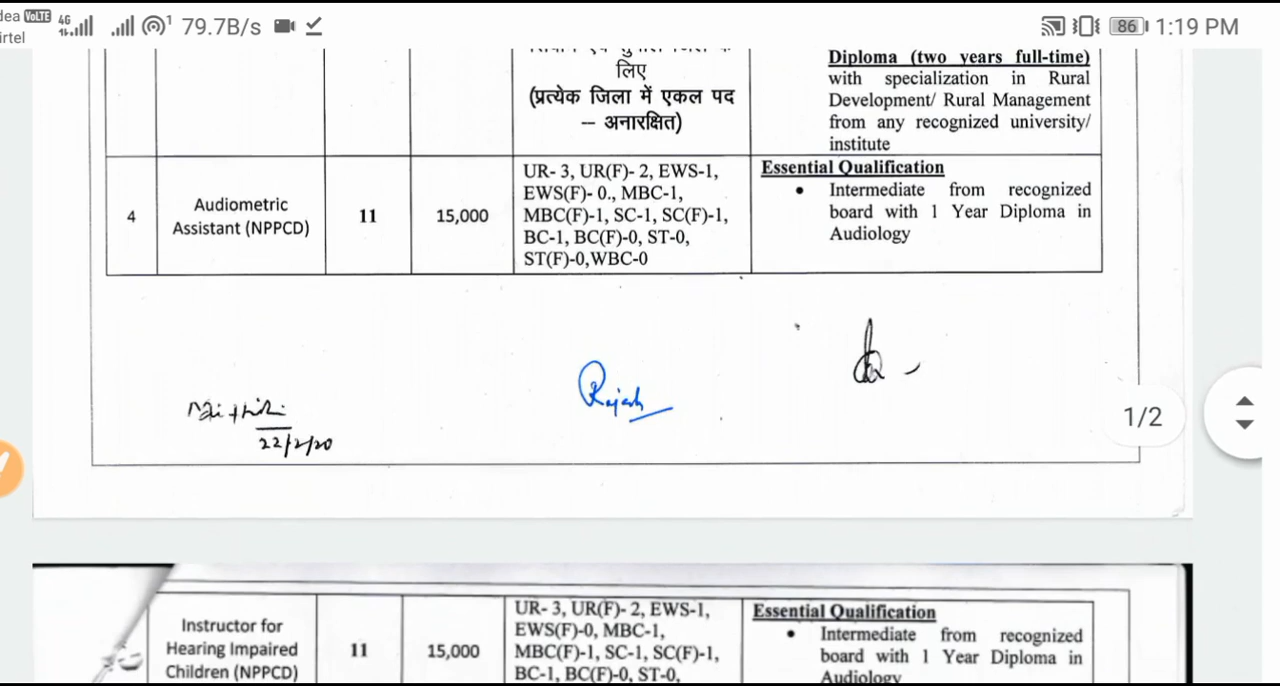 dea VoLTE 4G 79.7B/s 86 1:19 PM
irtel
लिए
(प्रत्येक जिला में एकल पद
– अनारक्षित)
Diploma (two years full-time)
with specialization in Rural
Development/ Rural Management
from any recognized university/
institute
4
Audiometric
Assistant (NPPCD)
11
15,000
UR- 3, UR(F)- 2, EWS-1,
EWS(F)- 0., MBC-1,
MBC(F)-1, SC-1, SC(F)-1,
BC-1, BC(F)-0, ST-0,
ST(F)-0,WBC-0
Essential Qualification
• Intermediate from recognized
board with 1 Year Diploma in
Audiology
Rajesh
22/2/20
1/2
Instructor for
Hearing Impaired
Children (NPPCD)
11
15,000
UR- 3, UR(F)- 2, EWS-1,
EWS(F)-0, MBC-1,
MBC(F)-1, SC-1, SC(F)-1,
BC-1, BC(F)-0, ST-0,
Essential Qualification
• Intermediate from recognized
board with 1 Year Diploma in
Audiology